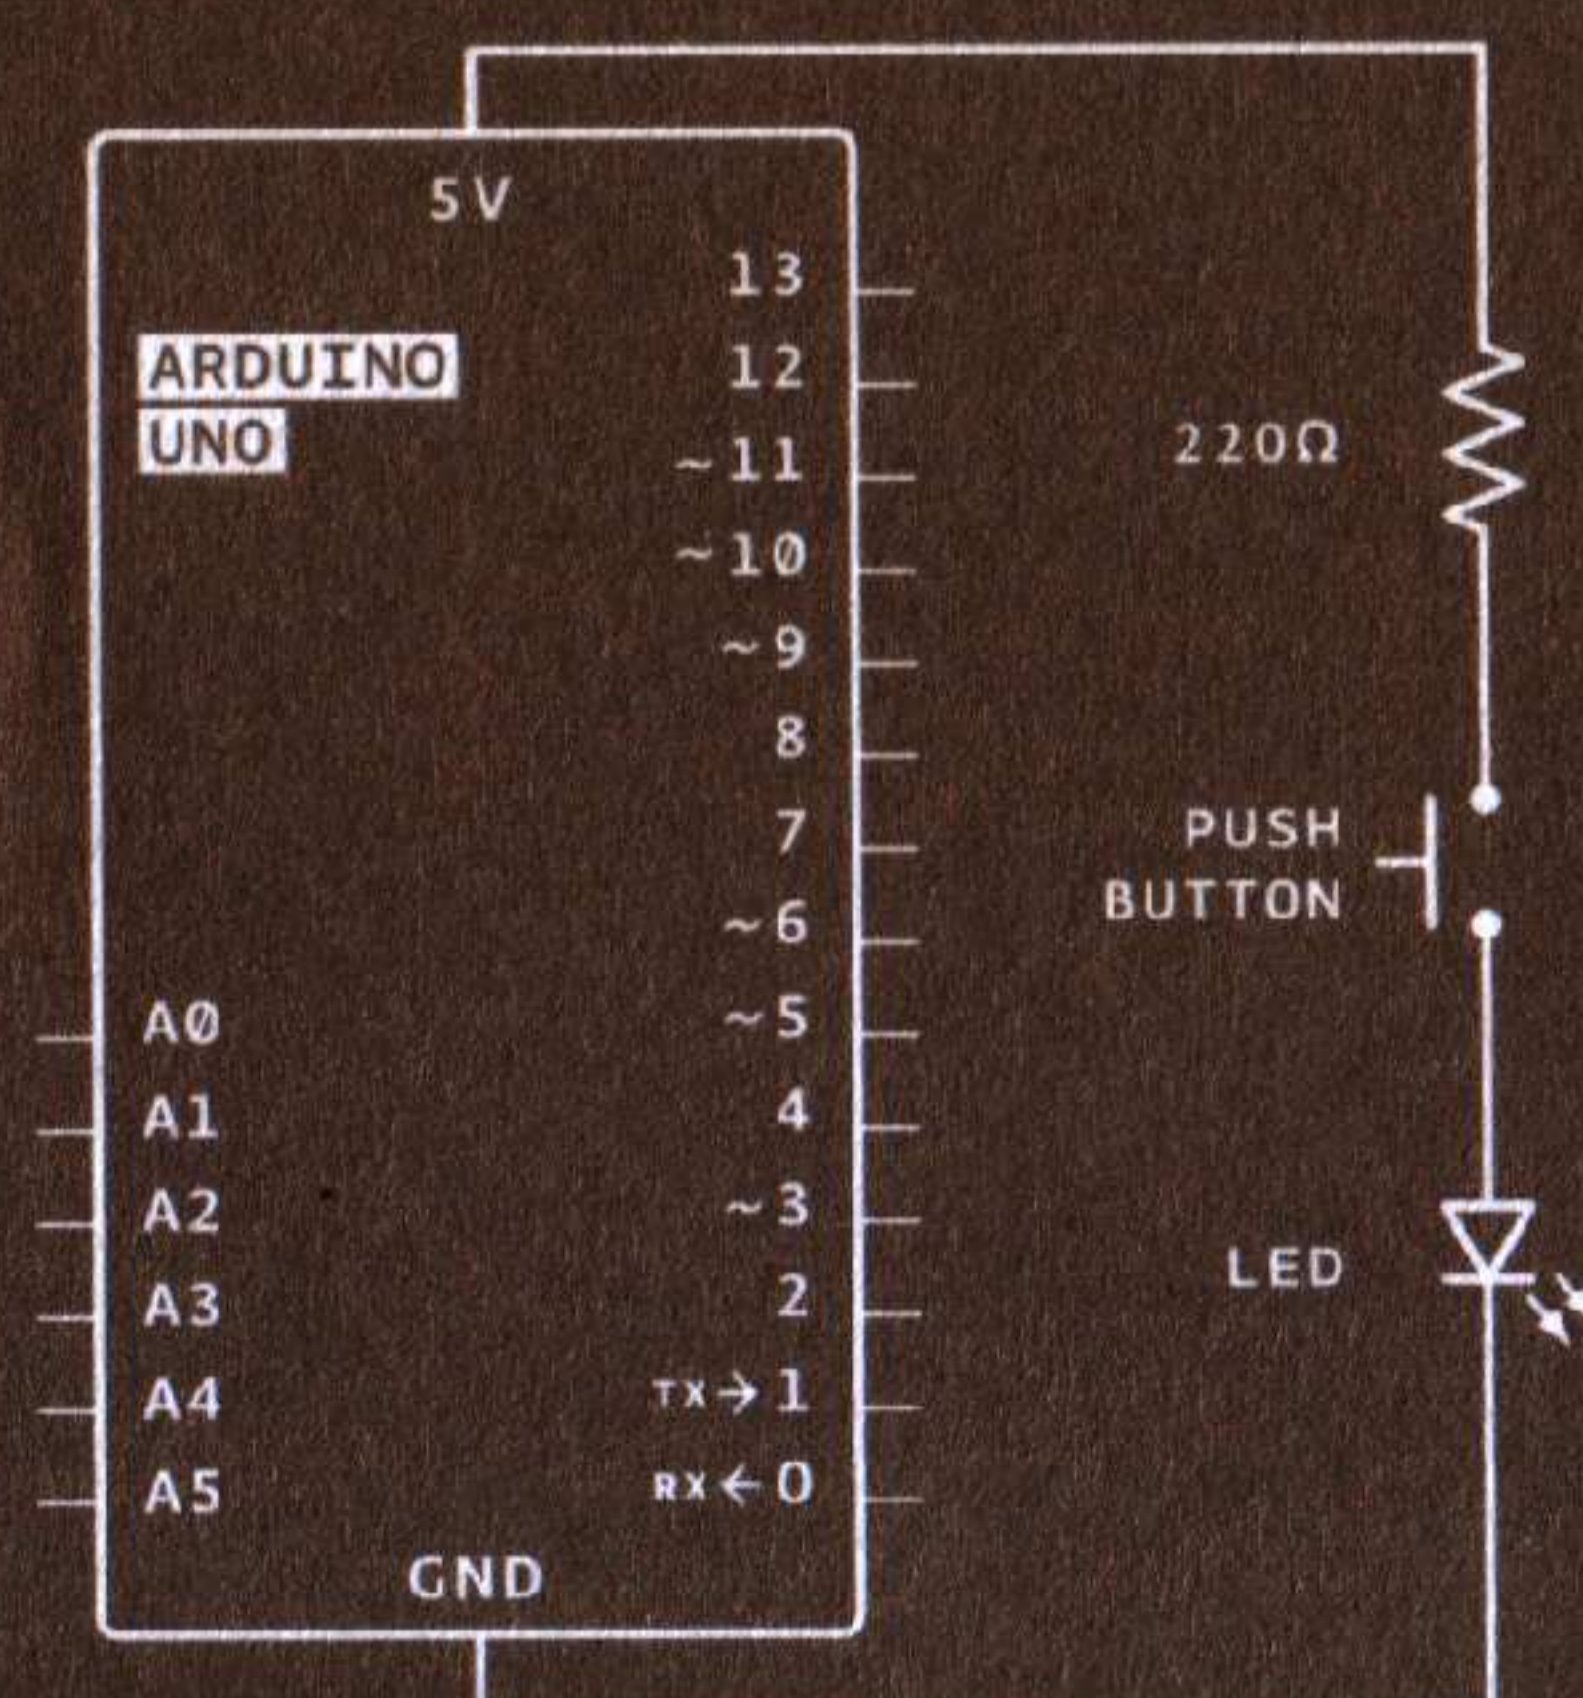 5V
13
ARDUINO
UNO
12
~11
~10
~9
8
7
~6
~5
4
~3
2
TX→1
RX←0
A0
A1
A2
A3
A4
A5
GND
220Ω
PUSH
BUTTON
LED